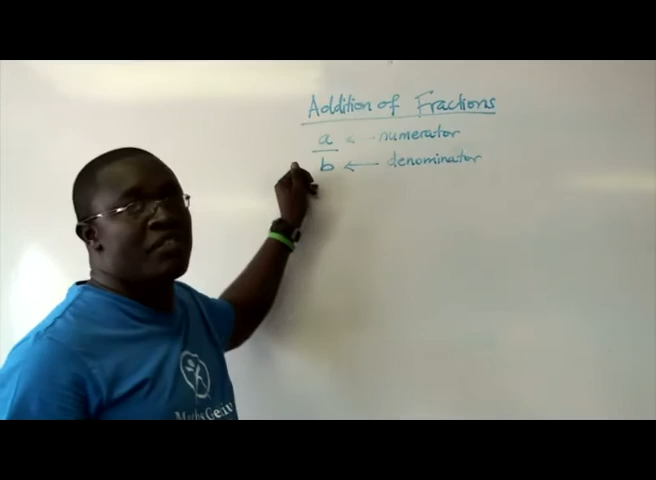 Addition of Fractions
a ← numerator
b ← denominator